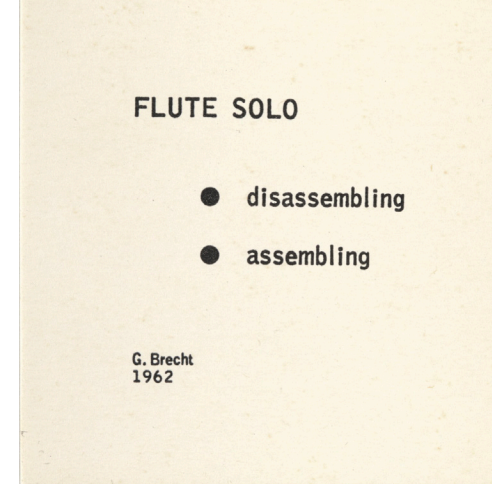 FLUTE SOLO
● disassembling
● assembling
G. Brecht
1962